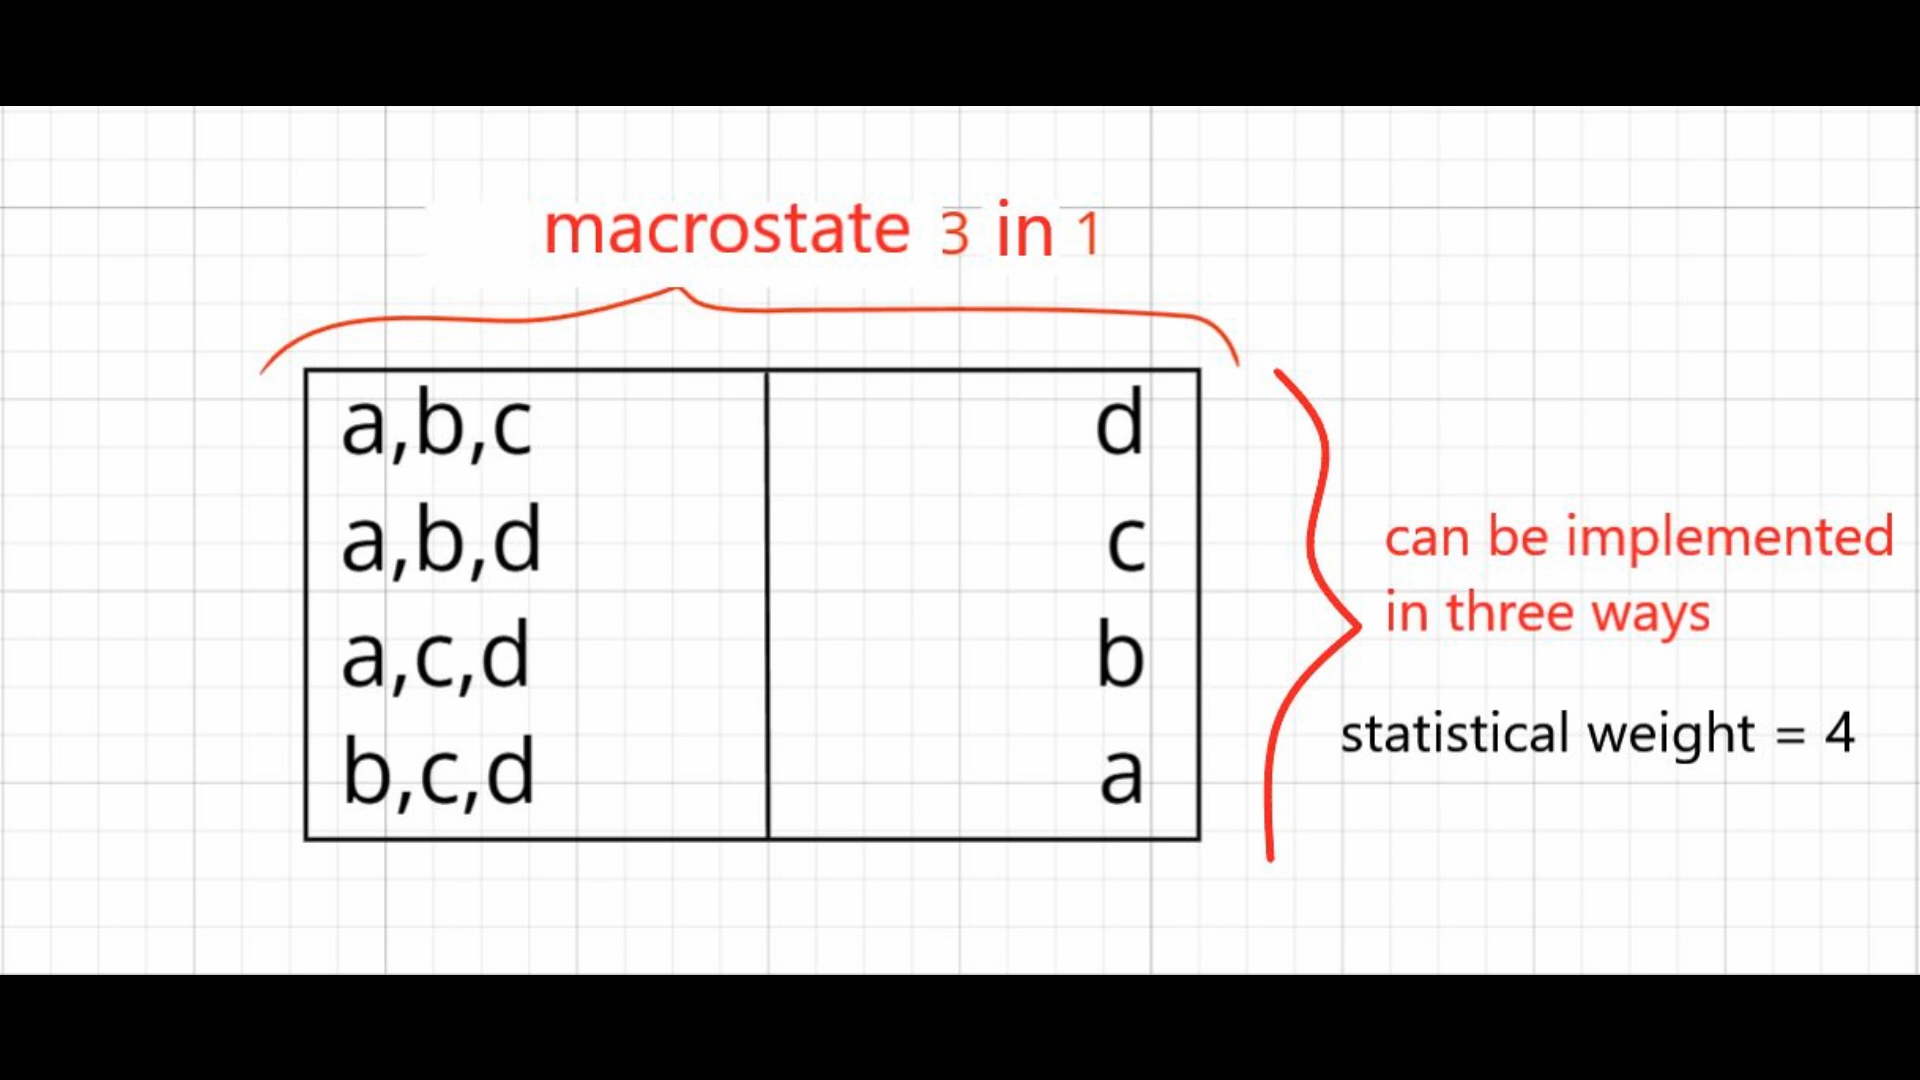 macrostate 3 in 1
a,b,c d
a,b,d c
a,c,d b
b,c,d a
can be implemented
in three ways
statistical weight = 4